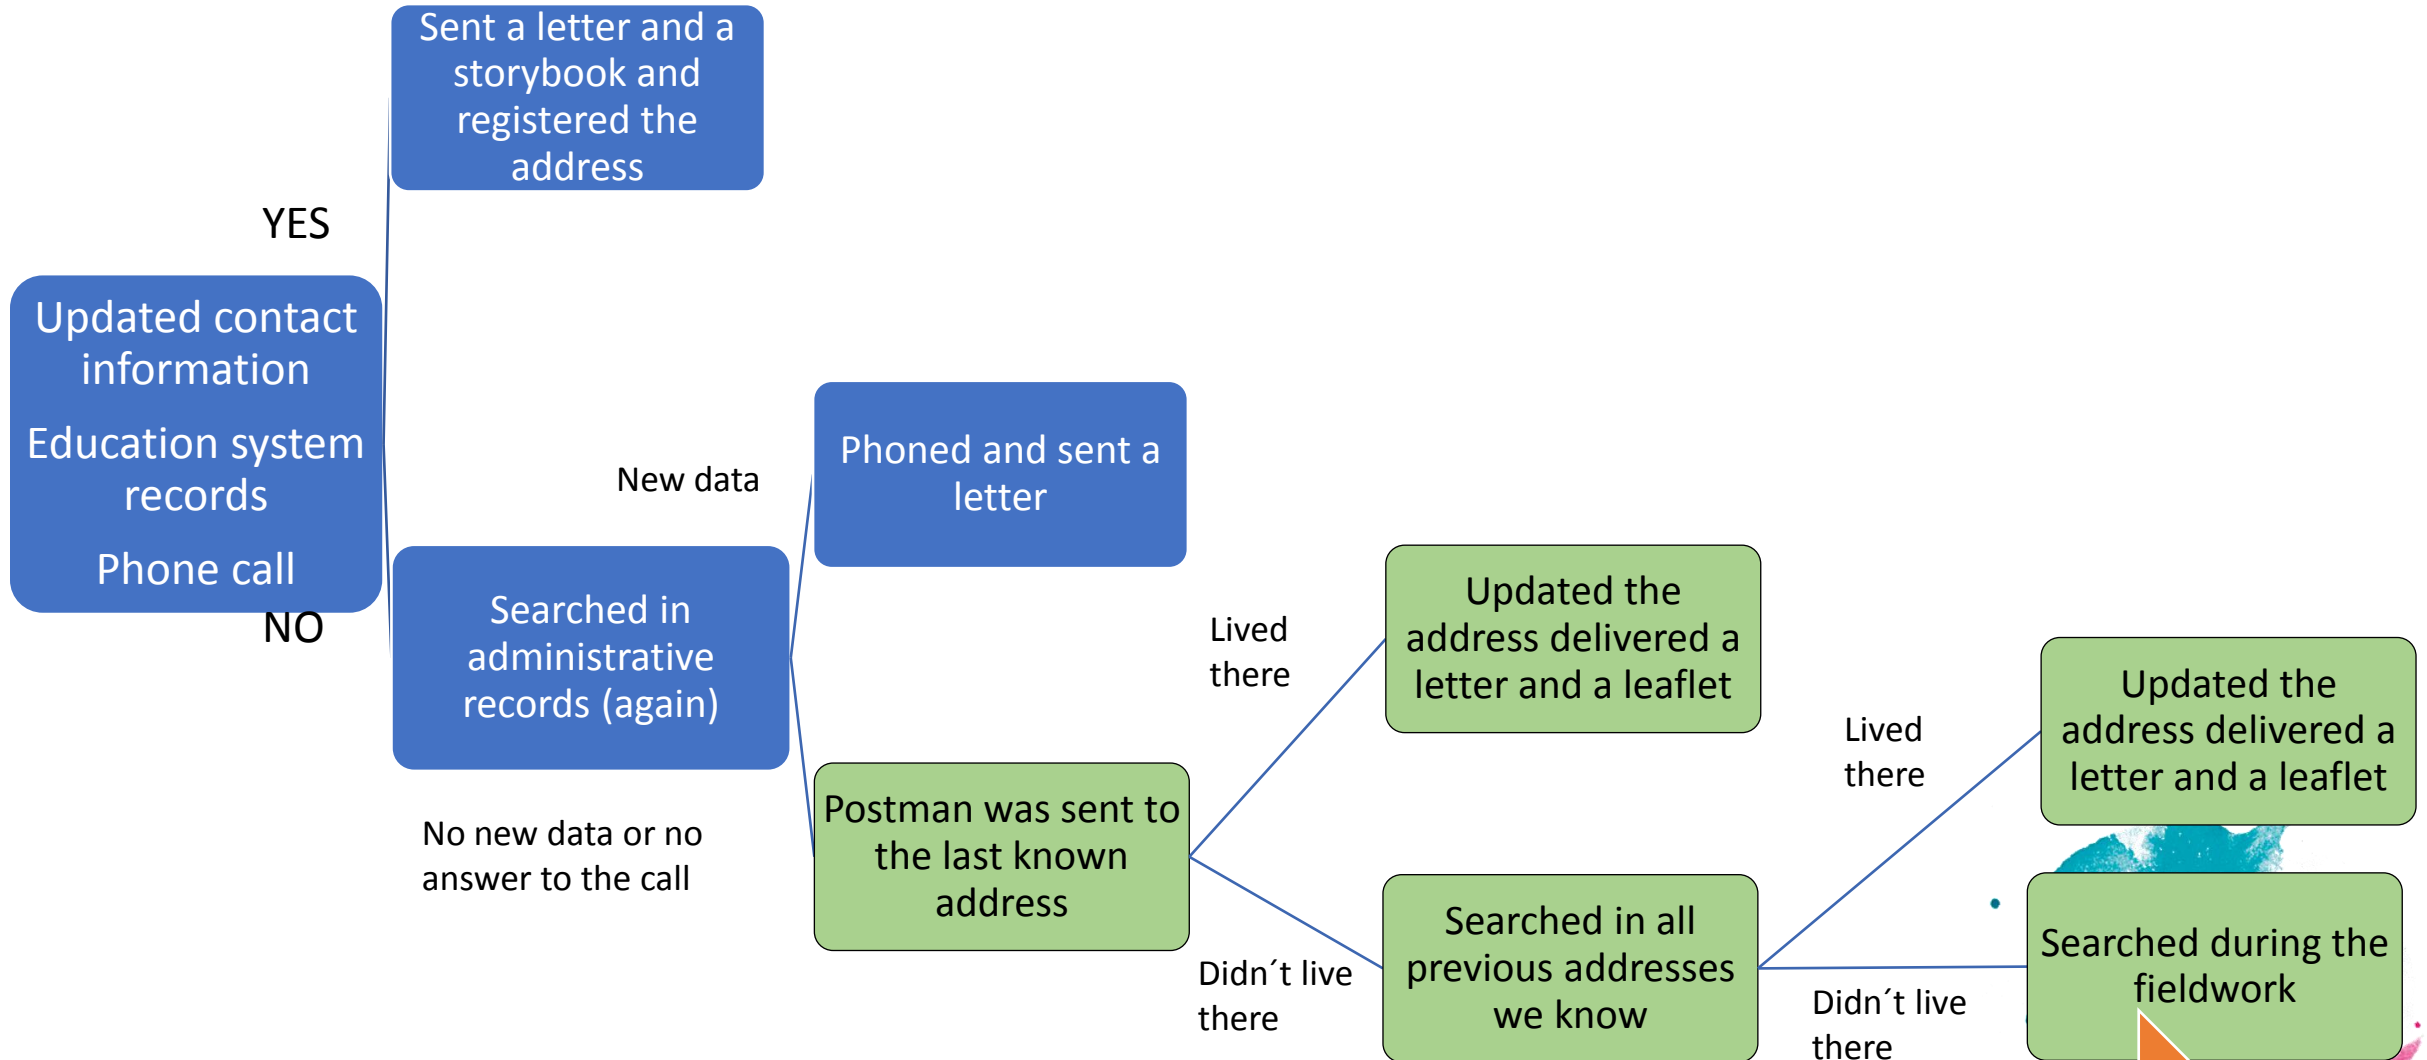 Sent a letter and a
storybook and
registered the
address
YES
Updated contact
information
Education system
records
Phone call
NO
New data
Phoned and sent a
letter
Searched in
administrative
records (again)
No new data or no
answer to the call
Postman was sent to
the last known
address
Lived
there
Updated the
address delivered a
letter and a leaflet
Didn´t live
there
Searched in all
previous addresses
we know
Lived
there
Updated the
address delivered a
letter and a leaflet
Didn´t live
there
Searched during the
fieldwork